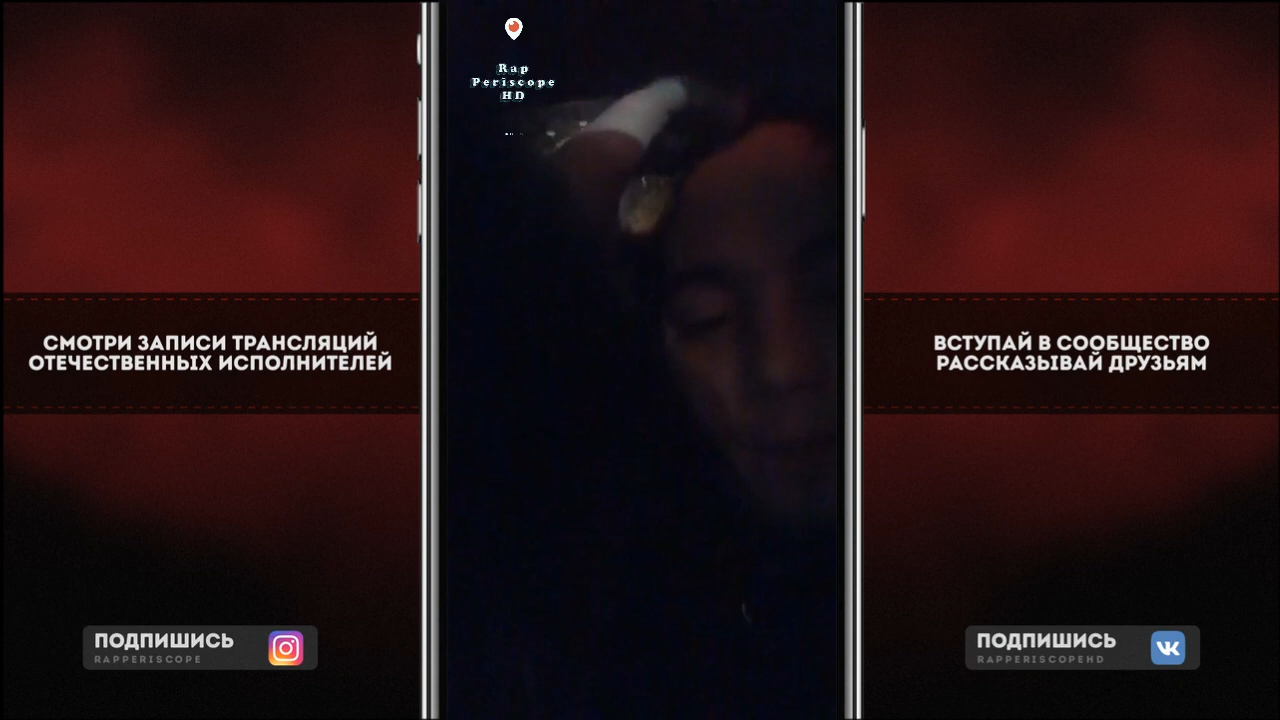 Rap
Periscope
HD
СМОТРИ ЗАПИСИ ТРАНСЛЯЦИЙ
ОТЕЧЕСТВЕННЫХ ИСПОЛНИТЕЛЕЙ
ВСТУПАЙ В СООБЩЕСТВО
РАССКАЗЫВАЙ ДРУЗЬЯМ
ПОДПИШИСЬ
RAPPERISCOPE
ПОДПИШИСЬ
RAPPERISCOPEHD